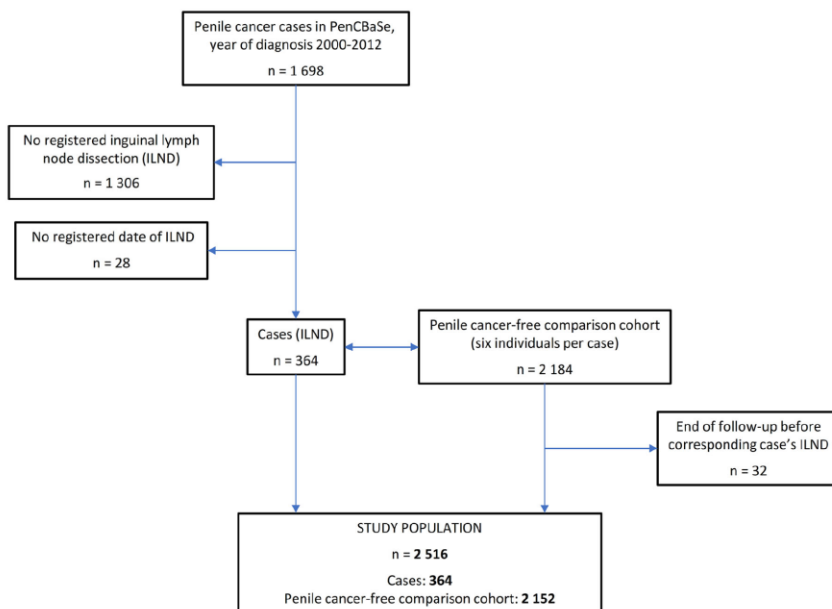 Penile cancer cases in PenCBaSe,
year of diagnosis 2000-2012
n = 1 698
No registered inguinal lymph
node dissection (ILND)
n = 1 306
No registered date of ILND
n = 28
Cases (ILND)
n = 364
Penile cancer-free comparison cohort
(six individuals per case)
n = 2 184
End of follow-up before
corresponding case's ILND
n = 32
STUDY POPULATION
n = 2 516
Cases: 364
Penile cancer-free comparison cohort: 2 152